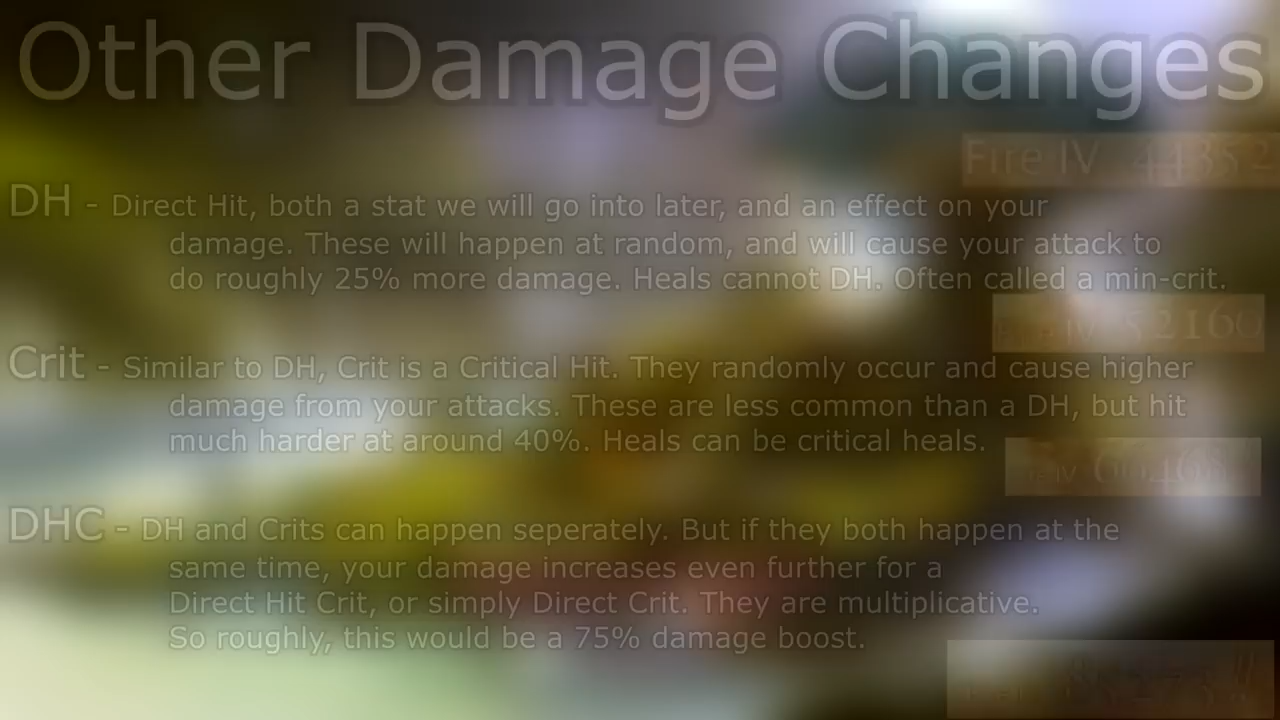 Other Damage Changes
Fire IV
DH - Direct Hit, both a stat we will go into later, and an effect on your
damage. These will happen at random, and will cause your attack to
do roughly 25% more damage. Heals cannot DH. Often called a min-crit.
52160
Crit - Similar to DH, Crit is a Critical Hit. They randomly occur and cause higher
damage from your attacks. These are less common than a DH, but hit
much harder at around 40%. Heals can be critical heals.
DHC - DH and Crits can happen seperately. But if they both happen at the
same time, your damage increases even further for a
Direct Hit Crit, or simply Direct Crit. They are multiplicative.
So roughly, this would be a 75% damage boost.